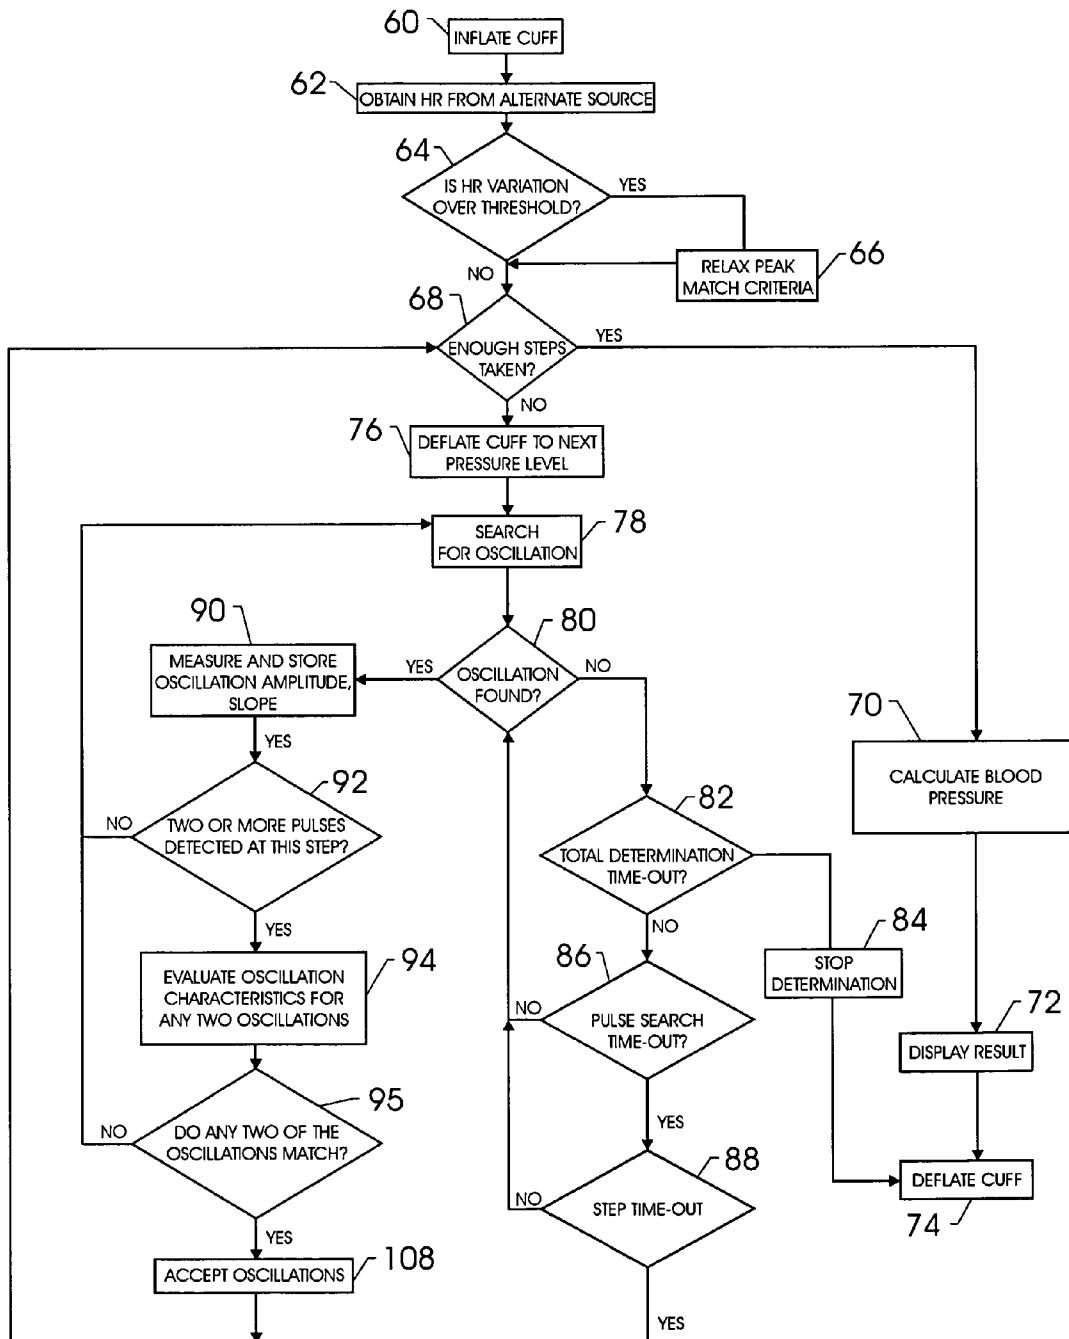 60
INFLATE CUFF
62
OBTAIN HR FROM ALTERNATE SOURCE
64
IS HR VARIATION
OVER THRESHOLD?
YES
66
RELAX PEAK
MATCH CRITERIA
NO
68
ENOUGH STEPS
TAKEN?
YES
NO
76
DEFLATE CUFF TO NEXT
PRESSURE LEVEL
78
SEARCH
FOR OSCILLATION
80
OSCILLATION
FOUND?
YES
NO
90
MEASURE AND STORE
OSCILLATION AMPLITUDE,
SLOPE
YES
92
TWO OR MORE PULSES
DETECTED AT THIS STEP?
NO
YES
94
EVALUATE OSCILLATION
CHARACTERISTICS FOR
ANY TWO OSCILLATIONS
95
DO ANY TWO OF THE
OSCILLATIONS MATCH?
NO
YES
108
ACCEPT OSCILLATIONS
82
TOTAL DETERMINATION
TIME-OUT?
NO
84
STOP
DETERMINATION
86
PULSE SEARCH
TIME-OUT?
NO
YES
88
STEP TIME-OUT
NO
YES
70
CALCULATE BLOOD
PRESSURE
72
DISPLAY RESULT
DEFLATE CUFF
74